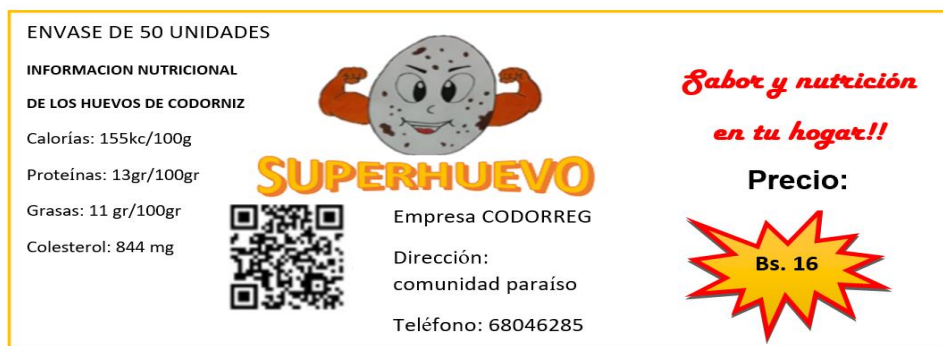 ENVASE DE 50 UNIDADES
INFORMACION NUTRICIONAL
DE LOS HUEVOS DE CODORNIZ
Calorías: 155kc/100g
Proteínas: 13gr/100gr
Grasas: 11 gr/100gr
Colesterol: 844 mg
SUPERHUEVO
Empresa CODORREG
Dirección:
comunidad paraíso
Teléfono: 68046285
Sabor y nutrición
en tu hogar!!
Precio:
Bs. 16